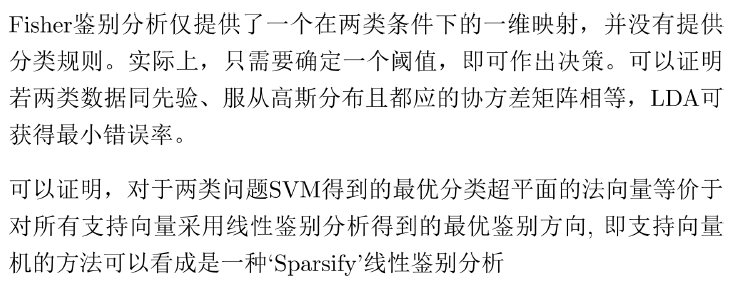 Fisher鉴别分析仅提供了一个在两类条件下的一维映射，并没有提供
分类规则。实际上，只需要确定一个阈值，即可作出决策。可以证明
若两类数据同先验、服从高斯分布且都应的协方差矩阵相等，LDA可
获得最小错误率。
可以证明，对于两类问题SVM得到的最优分类超平面的法向量等价于
对所有支持向量采用线性鉴别分析得到的最优鉴别方向, 即支持向量
机的方法可以看成是一种‘Sparsify’线性鉴别分析